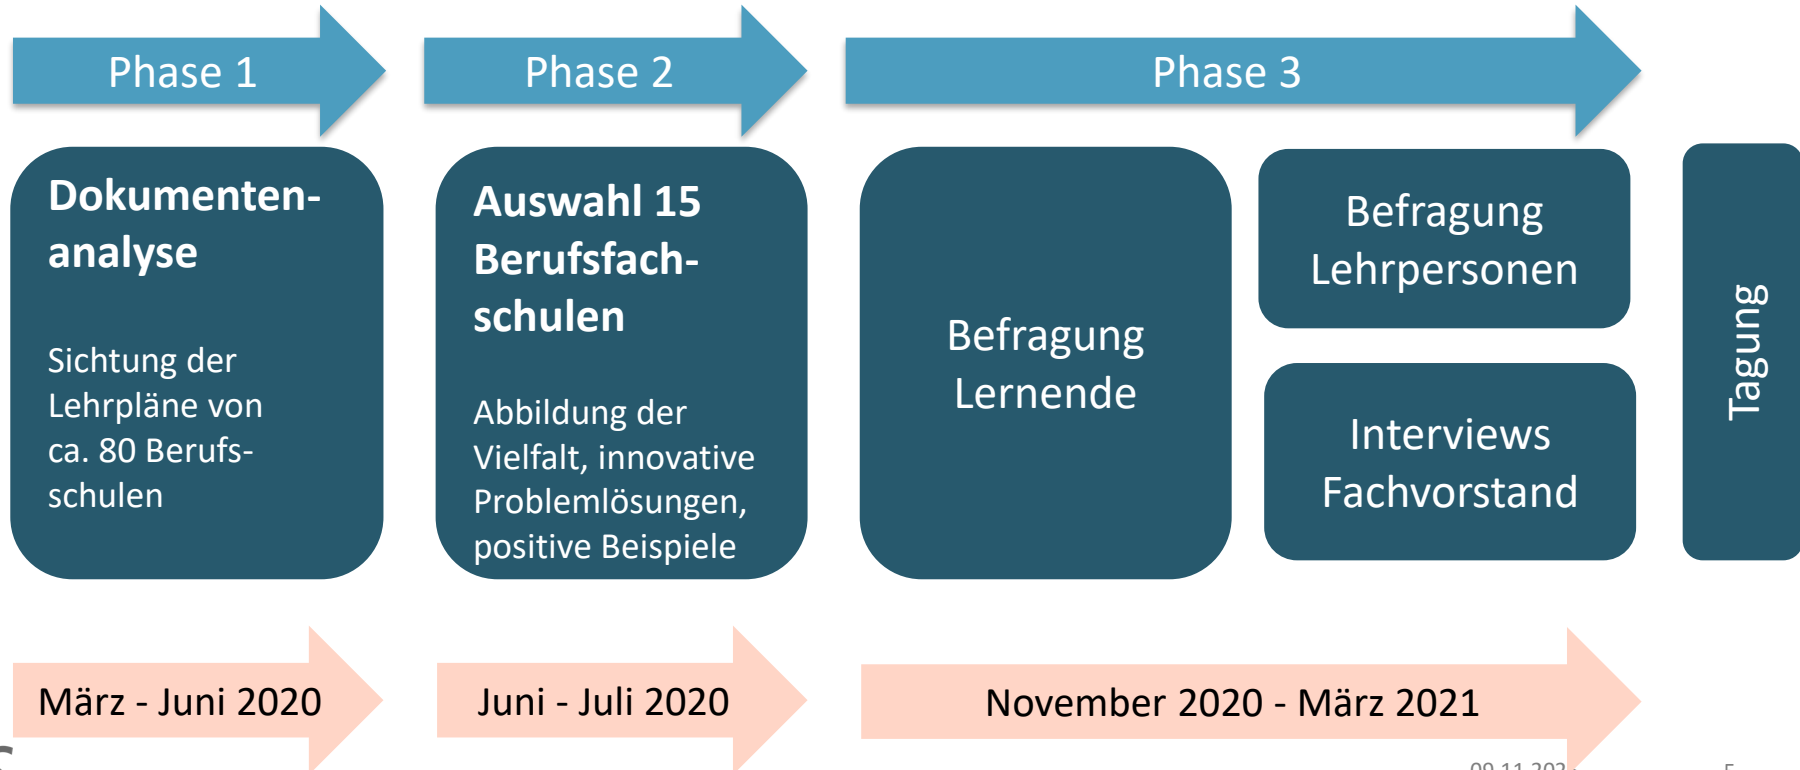 Phase 1
Phase 2
Phase 3
Dokumenten-
analyse
Sichtung der
Lehrpläne von
ca. 80 Berufs-
schulen
Auswahl 15
Berufsfach-
schulen
Abbildung der
Vielfalt, innovative
Problemlösungen,
positive Beispiele
Befragung
Lernende
Befragung
Lehrpersonen
Interviews
Fachvorstand
Tagung
März - Juni 2020
Juni - Juli 2020
November 2020 - März 2021